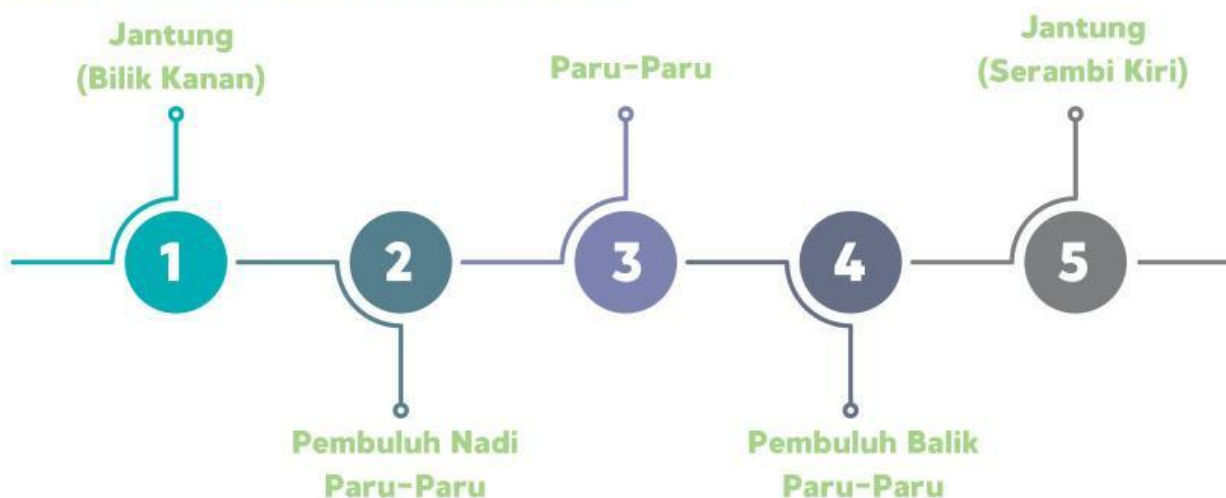 Jantung
(Bilik Kanan)
Paru-Paru
Jantung
(Serambi Kiri)
1
2
3
4
5
Pembuluh Nadi
Paru-Paru
Pembuluh Balik
Paru-Paru